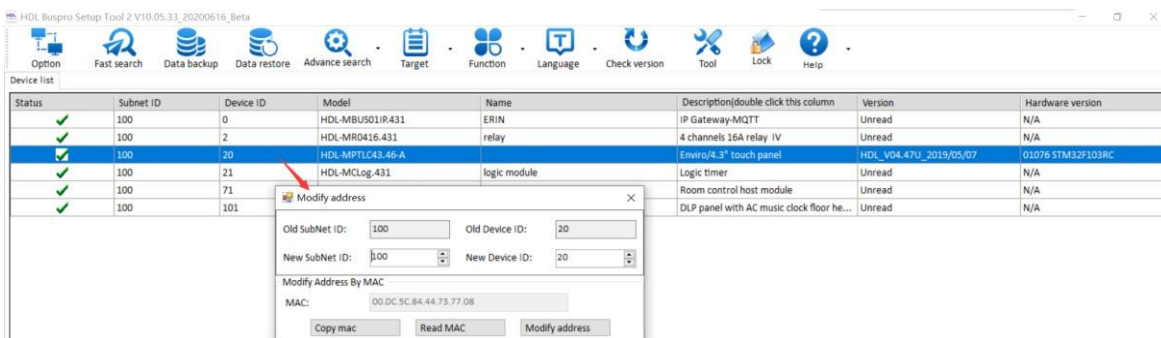 HDL Buspro Setup Tool 2 V10.05.33_20200616_Beta
Option Fast search Data backup Data restore Advance search Target Function Language Check version Tool Lock Help
Device list
Status Subnet ID Device ID Model Name Description(double click this column Version Hardware version
100 0 HDL-MBUS01IP.431 ERIN IP Gateway-MQTT Unread N/A
100 2 HDL-MR0416.431 relay 4 channels 16A relay IV Unread N/A
100 20 HDL-MPTLC43.46-A Enviro/4.3" touch panel HDL_V04.47U_2019/05/07 01076 STM32F103RC
100 21 HDL-MCLog.431 logic module Logic timer Unread N/A
100 71 Room control host module Unread N/A
100 101 DLP panel with AC music clock floor he... Unread N/A
Modify address
Old SubNet ID: 100 Old Device ID: 20
New SubNet ID: 100 New Device ID: 20
Modify Address By MAC
MAC: 00.DC.5C.84.44.73.77.08
Copy mac Read MAC Modify address